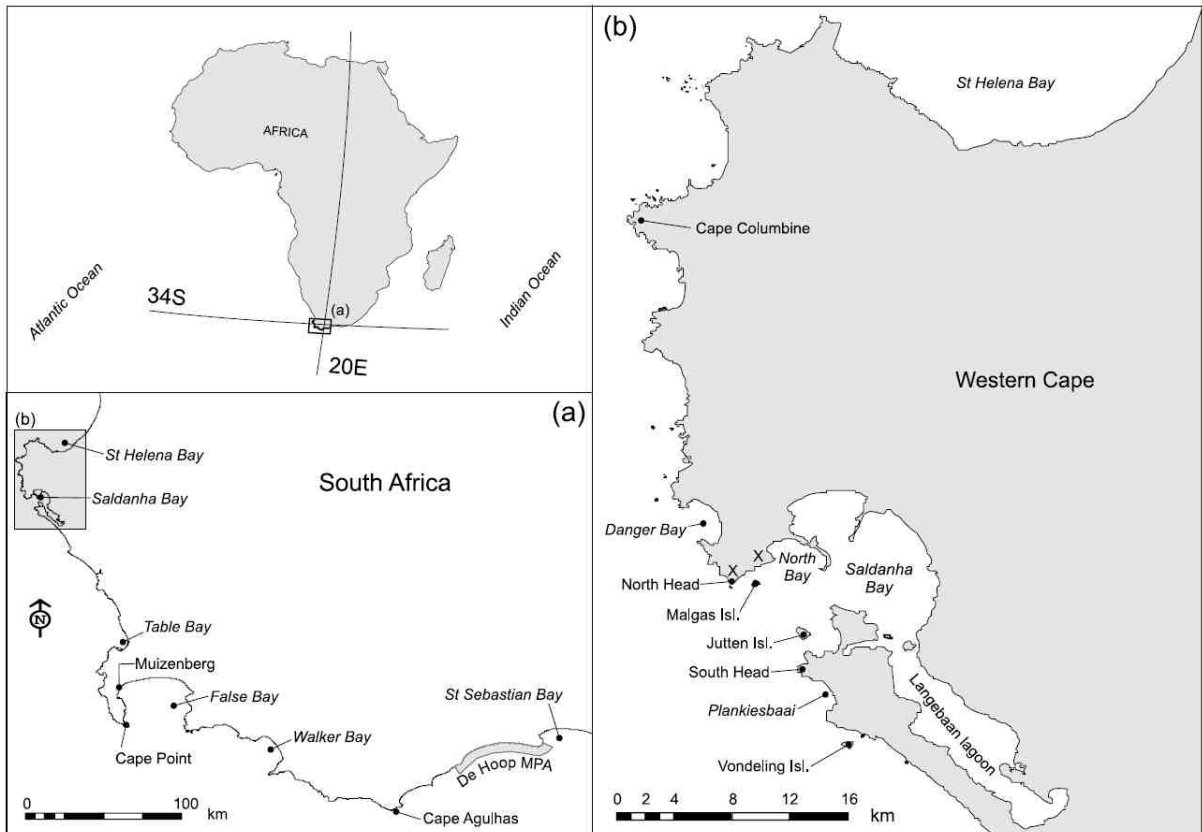 AFRICA
Atlantic Ocean
Indian Ocean
34S
(a)
20E
(a)
(b)
St Helena Bay
Saldanha Bay
South Africa
N
Table Bay
Muizenberg
False Bay
St Sebastian Bay
Walker Bay
Cape Point
De Hoop MPA
Cape Agulhas
0 100 km
(b)
St Helena Bay
Cape Columbine
Western Cape
Danger Bay
X
X
North
Bay
Saldanha
Bay
North Head
Malgas Isl.
Jutten Isl.
South Head
Plankiesbaai
Langebaan lagoon
Vondeling Isl.
0 2 4 8 12 16
km